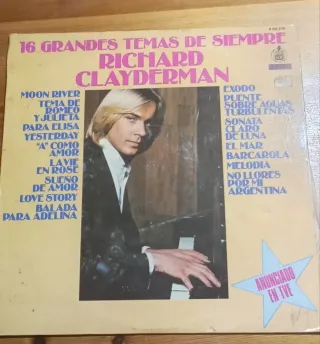 16 GRANDES TEMAS DE SIEMPRE
RICHARD
CLAYDERMAN
MOON RIVER
TEMA DE
ROMEO
Y JULIETA
PARA ELISA
YESTERDAY
"A" COMO
AMOR
LA VIE
EN ROSE
SUEÑO
DE AMOR
LOVE STORY
BALADA
PARA ADELINA
EXODO
PUENTE
SOBRE AGUAS
TURBULENTAS
SONATA
CLARO
DE LUNA
EL MAR
BARCAROLA
MELODIA
NO LLORES
POR MI
ARGENTINA
ANUNCIADO
EN TVE